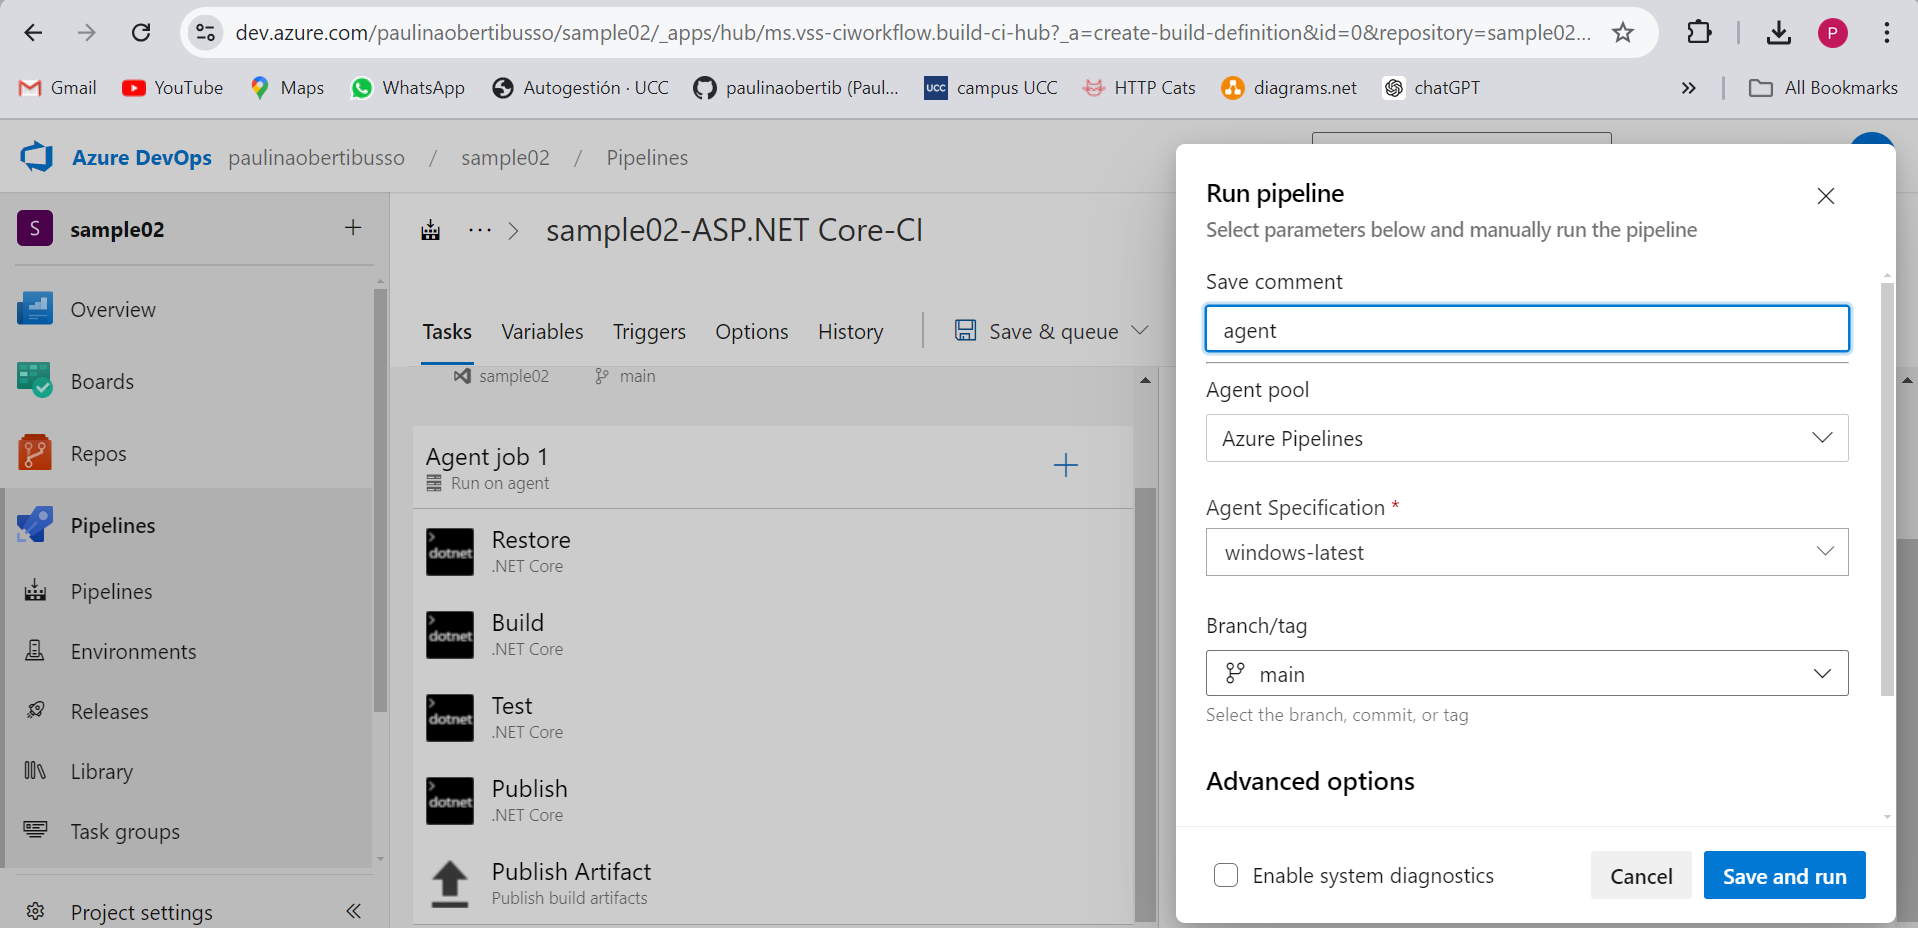 dev.azure.com/paulinaobertibusso/sample02/_apps/hub/ms.vss-ciworkflow.build-ci-hub?_a=create-build-definition&id=0&repository=sample02...
P
Gmail YouTube Maps WhatsApp Autogestión · UCC paulinaobertib (Paul... UCC campus UCC HTTP Cats diagrams.net chatGPT » All Bookmarks
Azure DevOps paulinaobertibusso / sample02 / Pipelines
S sample02 +
Overview
Boards
Repos
Pipelines
Pipelines
Environments
Releases
Library
Task groups
Project settings
... > sample02-ASP.NET Core-CI
Tasks Variables Triggers Options History Save & queue
sample02 main
Agent job 1
Run on agent
dotnet Restore
.NET Core
dotnet Build
.NET Core
dotnet Test
.NET Core
dotnet Publish
.NET Core
Publish Artifact
Publish build artifacts
Run pipeline
Select parameters below and manually run the pipeline
Save comment
agent
Agent pool
Azure Pipelines
Agent Specification *
windows-latest
Branch/tag
main
Select the branch, commit, or tag
Advanced options
Enable system diagnostics
Cancel
Save and run